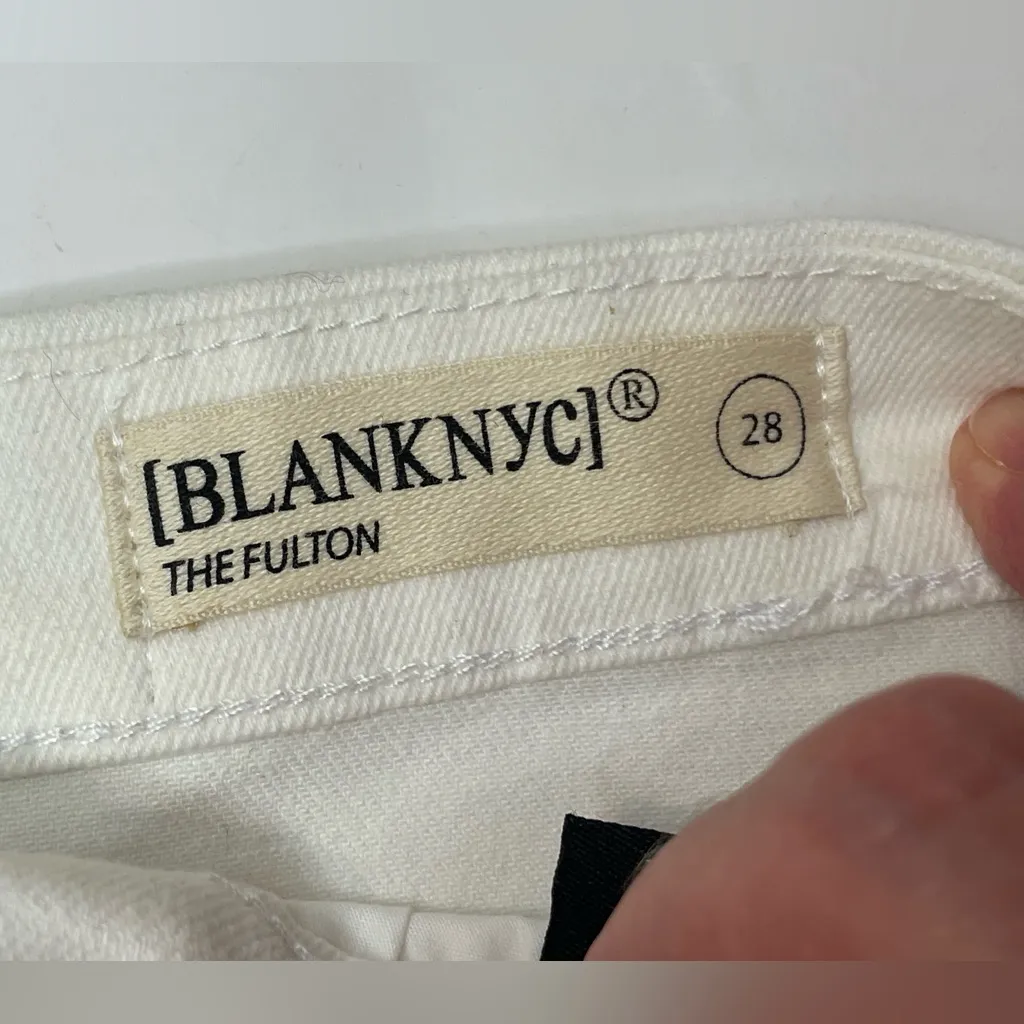 [BLANKNYC]®
28
THE FULTON